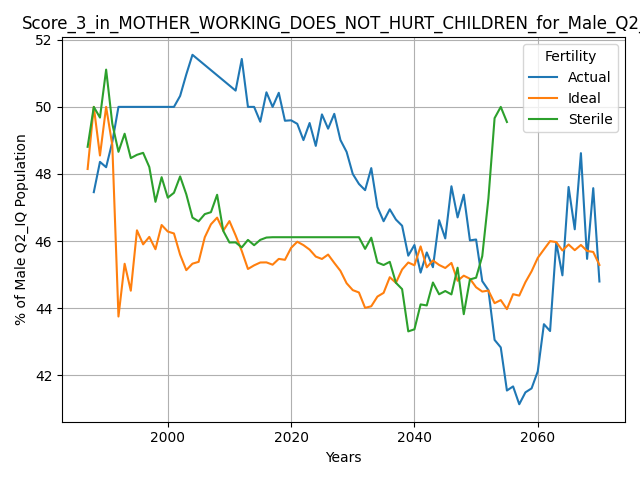 Score_3_in_MOTHER_WORKING_DOES_NOT_HURT_CHILDREN_for_Male_Q2_
52
50
48
46
44
42
% of Male Q2_IQ Population
Fertility
Actual
Ideal
Sterile
2000
2020
2040
2060
Years